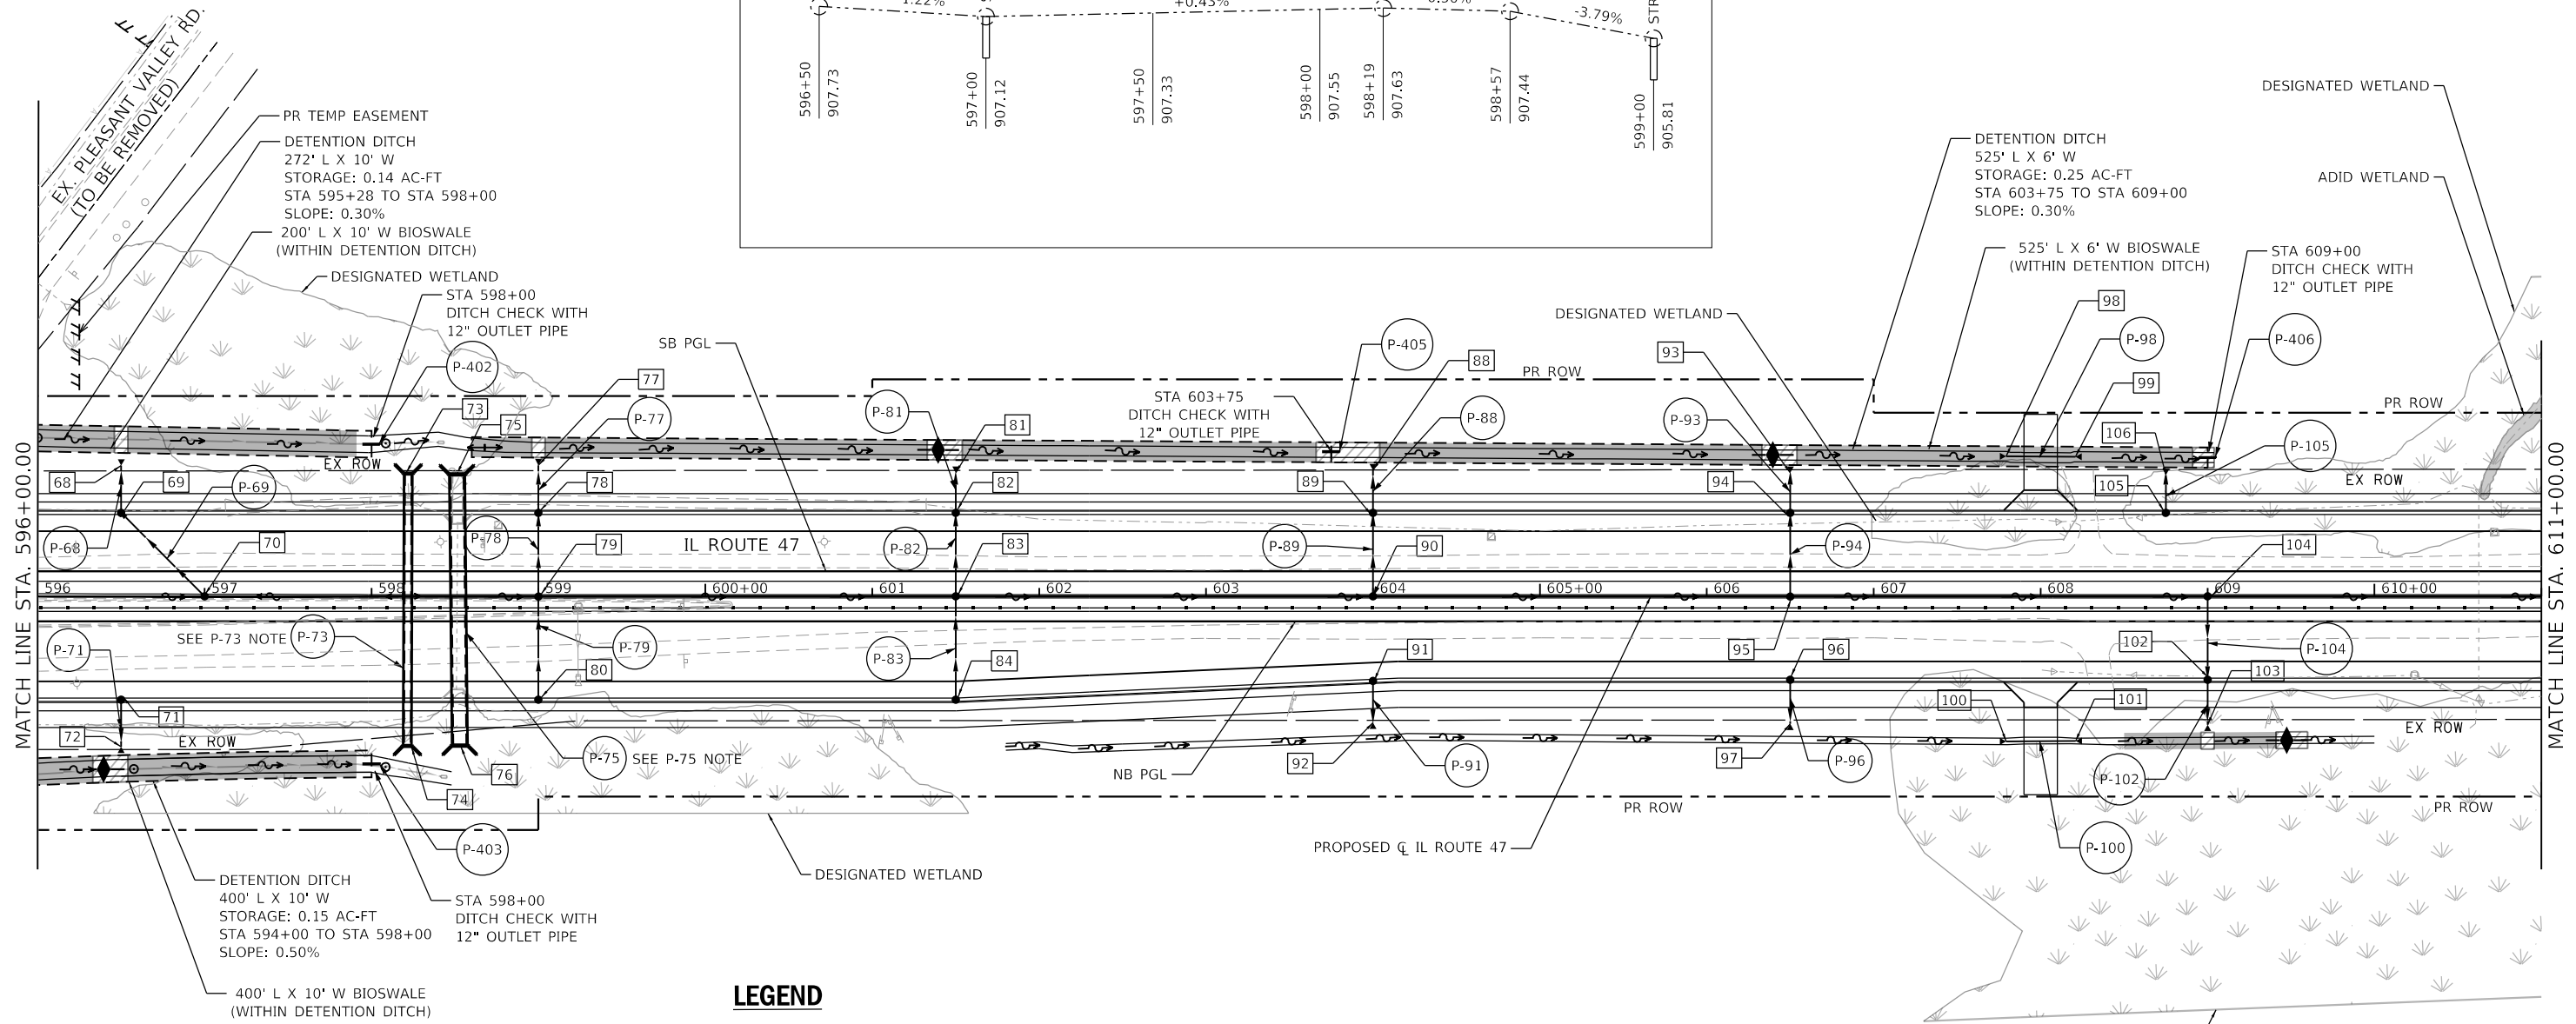 -1.22%
+0.43%
-3.79%
STR
596+50
907.73
597+00
907.12
597+50
907.33
598+00
907.55
598+19
907.63
598+57
907.44
599+00
905.81
EX. PLEASANT VALLEY RD.
(TO BE REMOVED)
PR TEMP EASEMENT
DETENTION DITCH
272' L X 10' W
STORAGE: 0.14 AC-FT
STA 595+28 TO STA 598+00
SLOPE: 0.30%
200' L X 10' W BIOSWALE
(WITHIN DETENTION DITCH)
DESIGNATED WETLAND
STA 598+00
DITCH CHECK WITH
12" OUTLET PIPE
P-402
SB PGL
73
75
77
P-77
P-81
81
STA 603+75
DITCH CHECK WITH
12" OUTLET PIPE
P-405
88
P-88
PR ROW
DESIGNATED WETLAND
93
P-93
DETENTION DITCH
525' L X 6' W
STORAGE: 0.25 AC-FT
STA 603+75 TO STA 609+00
SLOPE: 0.30%
525' L X 6' W BIOSWALE
(WITHIN DETENTION DITCH)
DESIGNATED WETLAND
ADID WETLAND
STA 609+00
DITCH CHECK WITH
12" OUTLET PIPE
98
P-98
99
P-406
PR ROW
106
P-105
105
EX ROW
EX ROW
68
69
P-69
P-68
70
78
P-78
79
IL ROUTE 47
82
P-82
83
89
P-89
90
94
P-94
104
MATCH LINE STA. 596+00.00
596
597
598
599
600+00
601
602
603
604
605+00
606
607
608
609
610+00
MATCH LINE STA. 611+00.00
SEE P-73 NOTE
P-73
P-71
P-79
80
P-83
84
91
95
96
102
P-104
103
71
72
EX ROW
P-75
SEE P-75 NOTE
76
74
NB PGL
92
P-91
97
P-96
100
101
P-102
EX ROW
PR ROW
PR ROW
P-403
P-100
PROPOSED ℄ IL ROUTE 47
DESIGNATED WETLAND
DETENTION DITCH
400' L X 10' W
STORAGE: 0.15 AC-FT
STA 594+00 TO STA 598+00
SLOPE: 0.50%
STA 598+00
DITCH CHECK WITH
12" OUTLET PIPE
400' L X 10' W BIOSWALE
(WITHIN DETENTION DITCH)
LEGEND